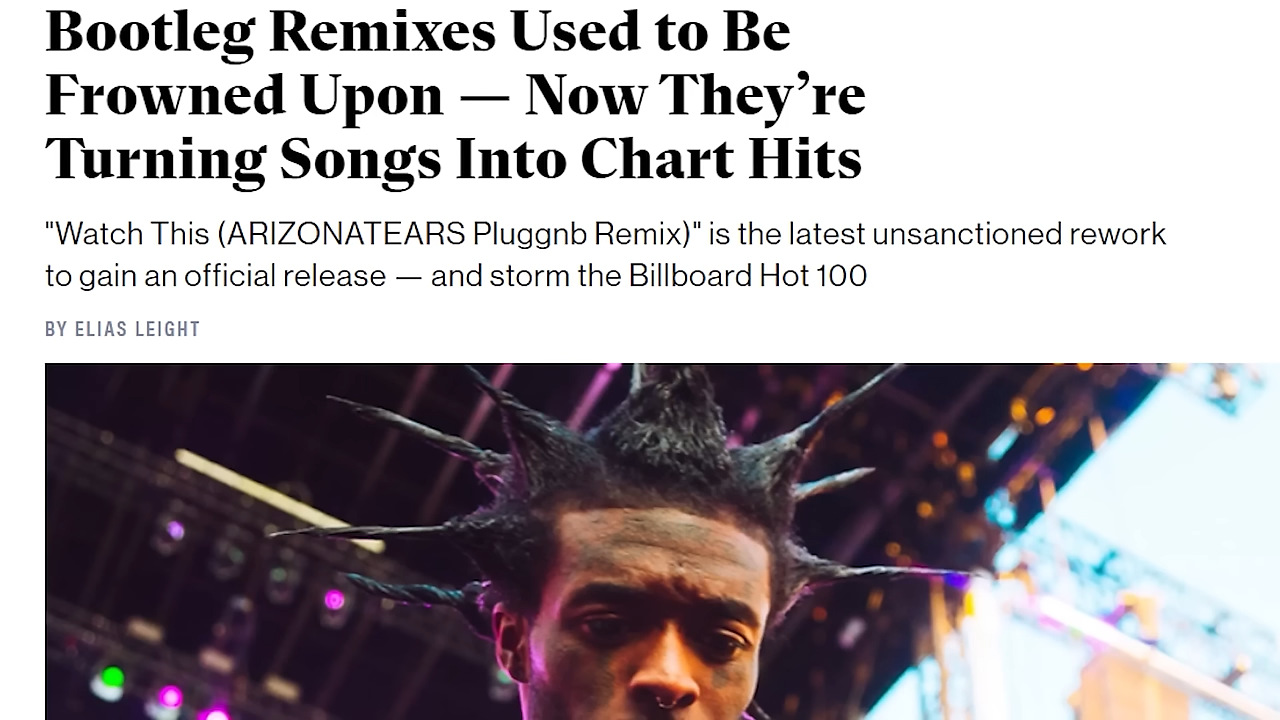 Bootleg Remixes Used to Be
Frowned Upon — Now They’re
Turning Songs Into Chart Hits
"Watch This (ARIZONATEARS Pluggnb Remix)" is the latest unsanctioned rework
to gain an official release — and storm the Billboard Hot 100
BY ELIAS LEIGHT